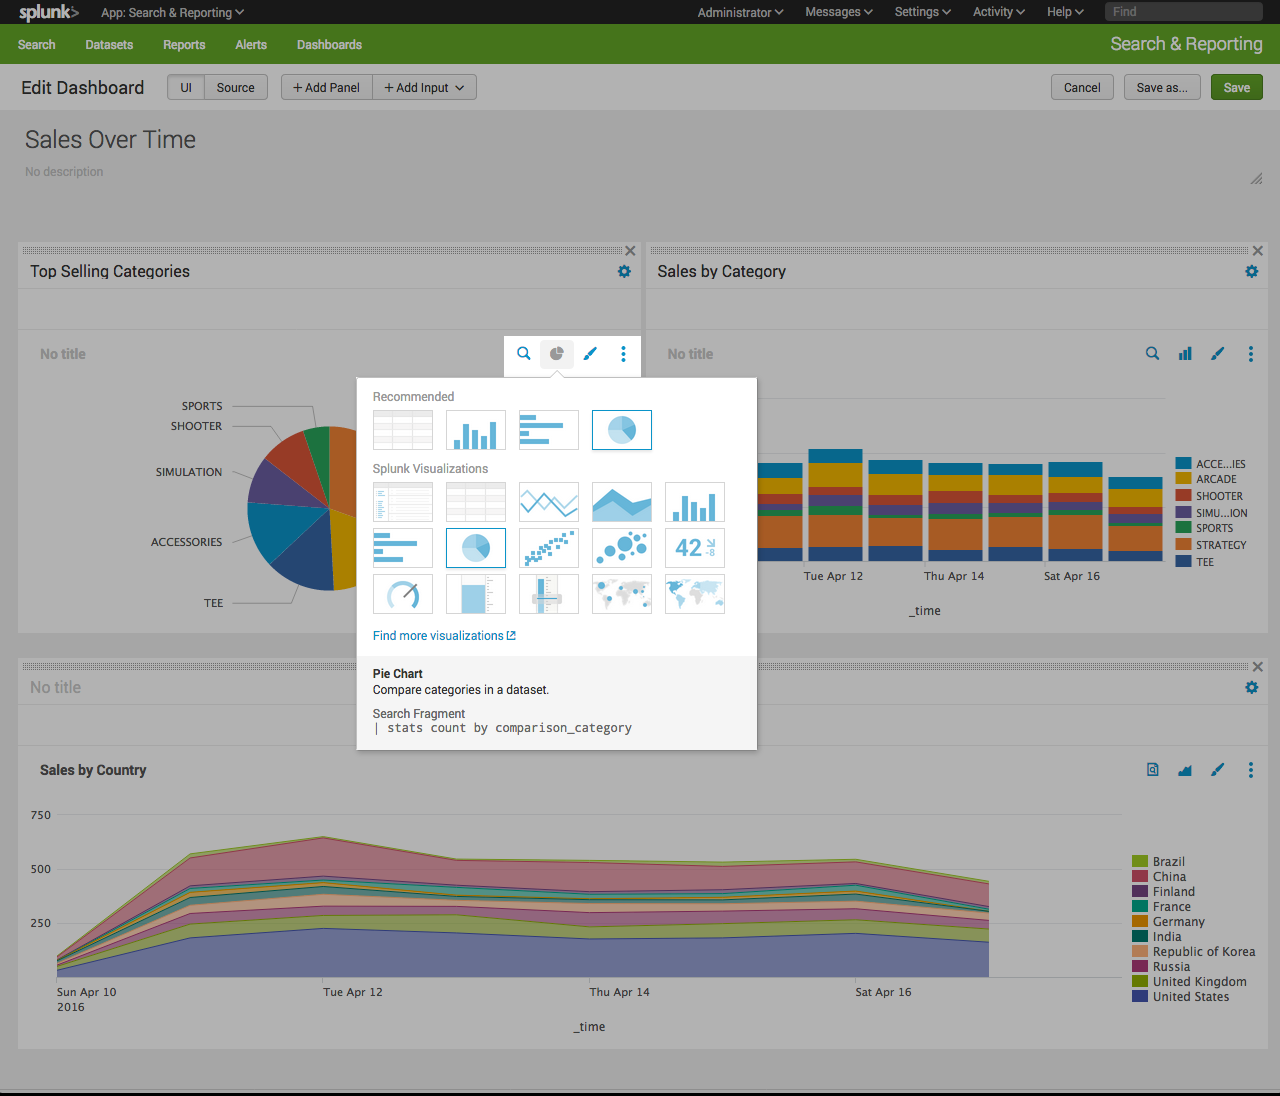 splunk> App: Search & Reporting Administrator Messages Settings Activity Help Find
Search Datasets Reports Alerts Dashboards Search & Reporting
Edit Dashboard UI Source + Add Panel + Add Input Cancel Save as... Save
Sales Over Time
No description
Top Selling Categories
Sales by Category
No title
No title
Recommended
Splunk Visualizations
42
-8
Find more visualizations
Pie Chart
Compare categories in a dataset.
Search Fragment
| stats count by comparison_category
SPORTS
SHOOTER
SIMULATION
ACCESSORIES
TEE
ACCE...IES
ARCADE
SHOOTER
SIMU...ION
SPORTS
STRATEGY
TEE
Tue Apr 12 Thu Apr 14 Sat Apr 16
_time
No title
Sales by Country
750
500
250
Sun Apr 10 Tue Apr 12 Thu Apr 14 Sat Apr 16
2016
_time
Brazil
China
Finland
France
Germany
India
Republic of Korea
Russia
United Kingdom
United States